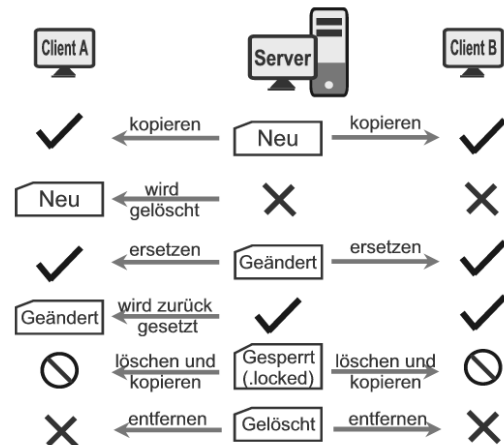 Client A
Server
Client B
kopieren
Neu
kopieren
Neu
wird
gelöscht
ersetzen
Geändert
ersetzen
Geändert
wird zurück
gesetzt
löschen und
kopieren
Gesperrt
(.locked)
löschen und
kopieren
entfernen
Gelöscht
entfernen